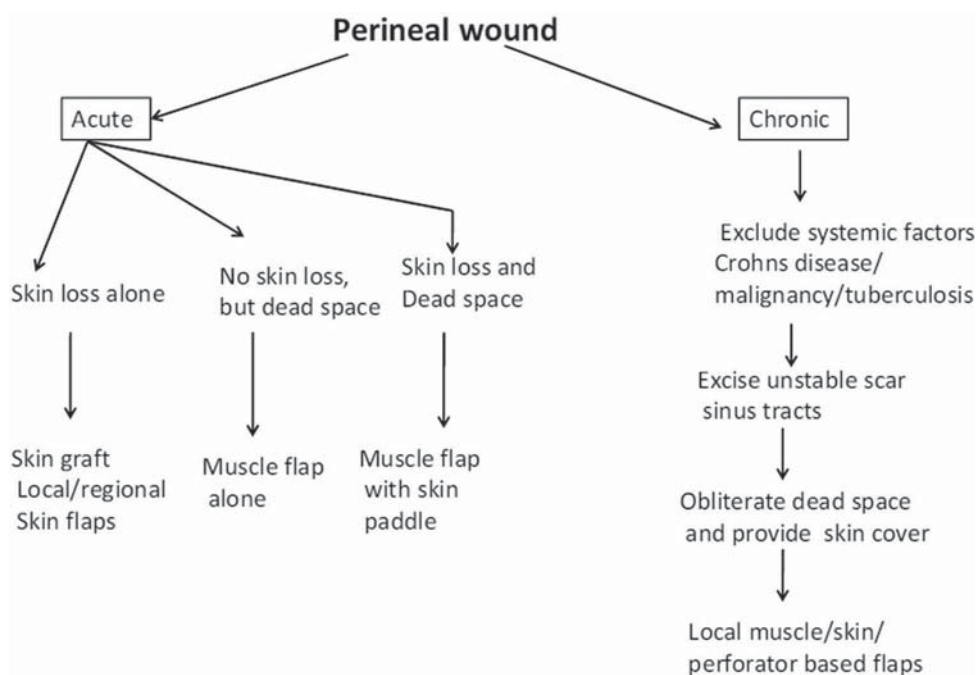 Perineal wound
Acute
Chronic
Skin loss alone
No skin loss,
but dead space
Skin loss and
Dead space
Skin graft
Local/regional
Skin flaps
Muscle flap
alone
Muscle flap
with skin
paddle
Exclude systemic factors
Crohns disease/
malignancy/tuberculosis
Excise unstable scar
sinus tracts
Obliterate dead space
and provide skin cover
Local muscle/skin/
perforator based flaps